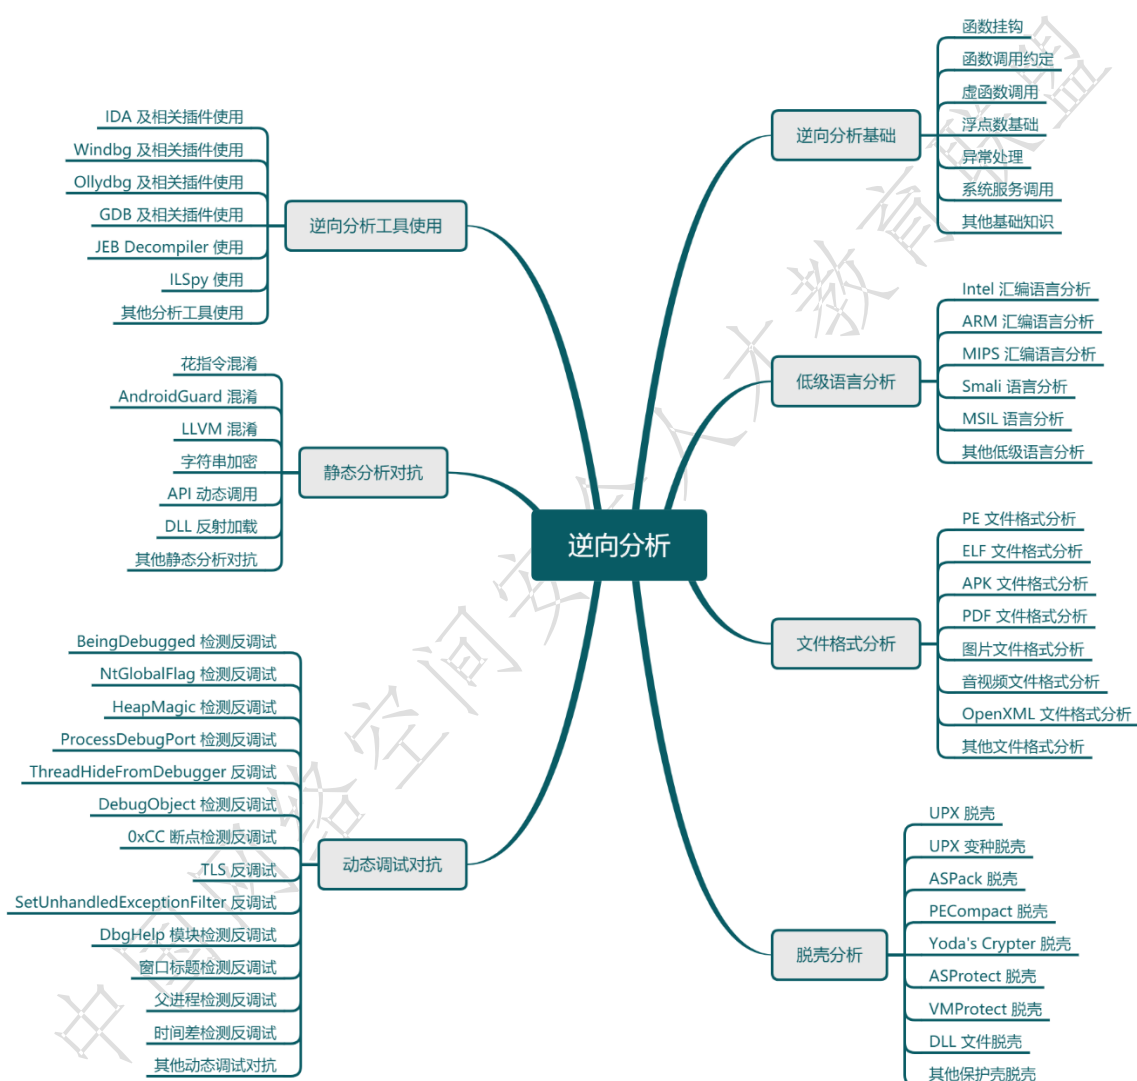 逆向分析
逆向分析基础
函数挂钩
函数调用约定
虚函数调用
浮点数基础
异常处理
系统服务调用
其他基础知识
低级语言分析
Intel 汇编语言分析
ARM 汇编语言分析
MIPS 汇编语言分析
Smali 语言分析
MSIL 语言分析
其他低级语言分析
文件格式分析
PE 文件格式分析
ELF 文件格式分析
APK 文件格式分析
PDF 文件格式分析
图片文件格式分析
音视频文件格式分析
OpenXML 文件格式分析
其他文件格式分析
脱壳分析
UPX 脱壳
UPX 变种脱壳
ASPack 脱壳
PECompact 脱壳
Yoda's Crypter 脱壳
ASProtect 脱壳
VMProtect 脱壳
DLL 文件脱壳
其他保护壳脱壳
逆向分析工具使用
IDA 及相关插件使用
Windbg 及相关插件使用
Ollydbg 及相关插件使用
GDB 及相关插件使用
JEB Decompiler 使用
ILSpy 使用
其他分析工具使用
静态分析对抗
花指令混淆
AndroidGuard 混淆
LLVM 混淆
字符串加密
API 动态调用
DLL 反射加载
其他静态分析对抗
动态调试对抗
BeingDebugged 检测反调试
NtGlobalFlag 检测反调试
HeapMagic 检测反调试
ProcessDebugPort 检测反调试
ThreadHideFromDebugger 反调试
DebugObject 检测反调试
0xCC 断点检测反调试
TLS 反调试
SetUnhandledExceptionFilter 反调试
DbgHelp 模块检测反调试
窗口标题检测反调试
父进程检测反调试
时间差检测反调试
其他动态调试对抗
中国网络空间安全人才教育联盟